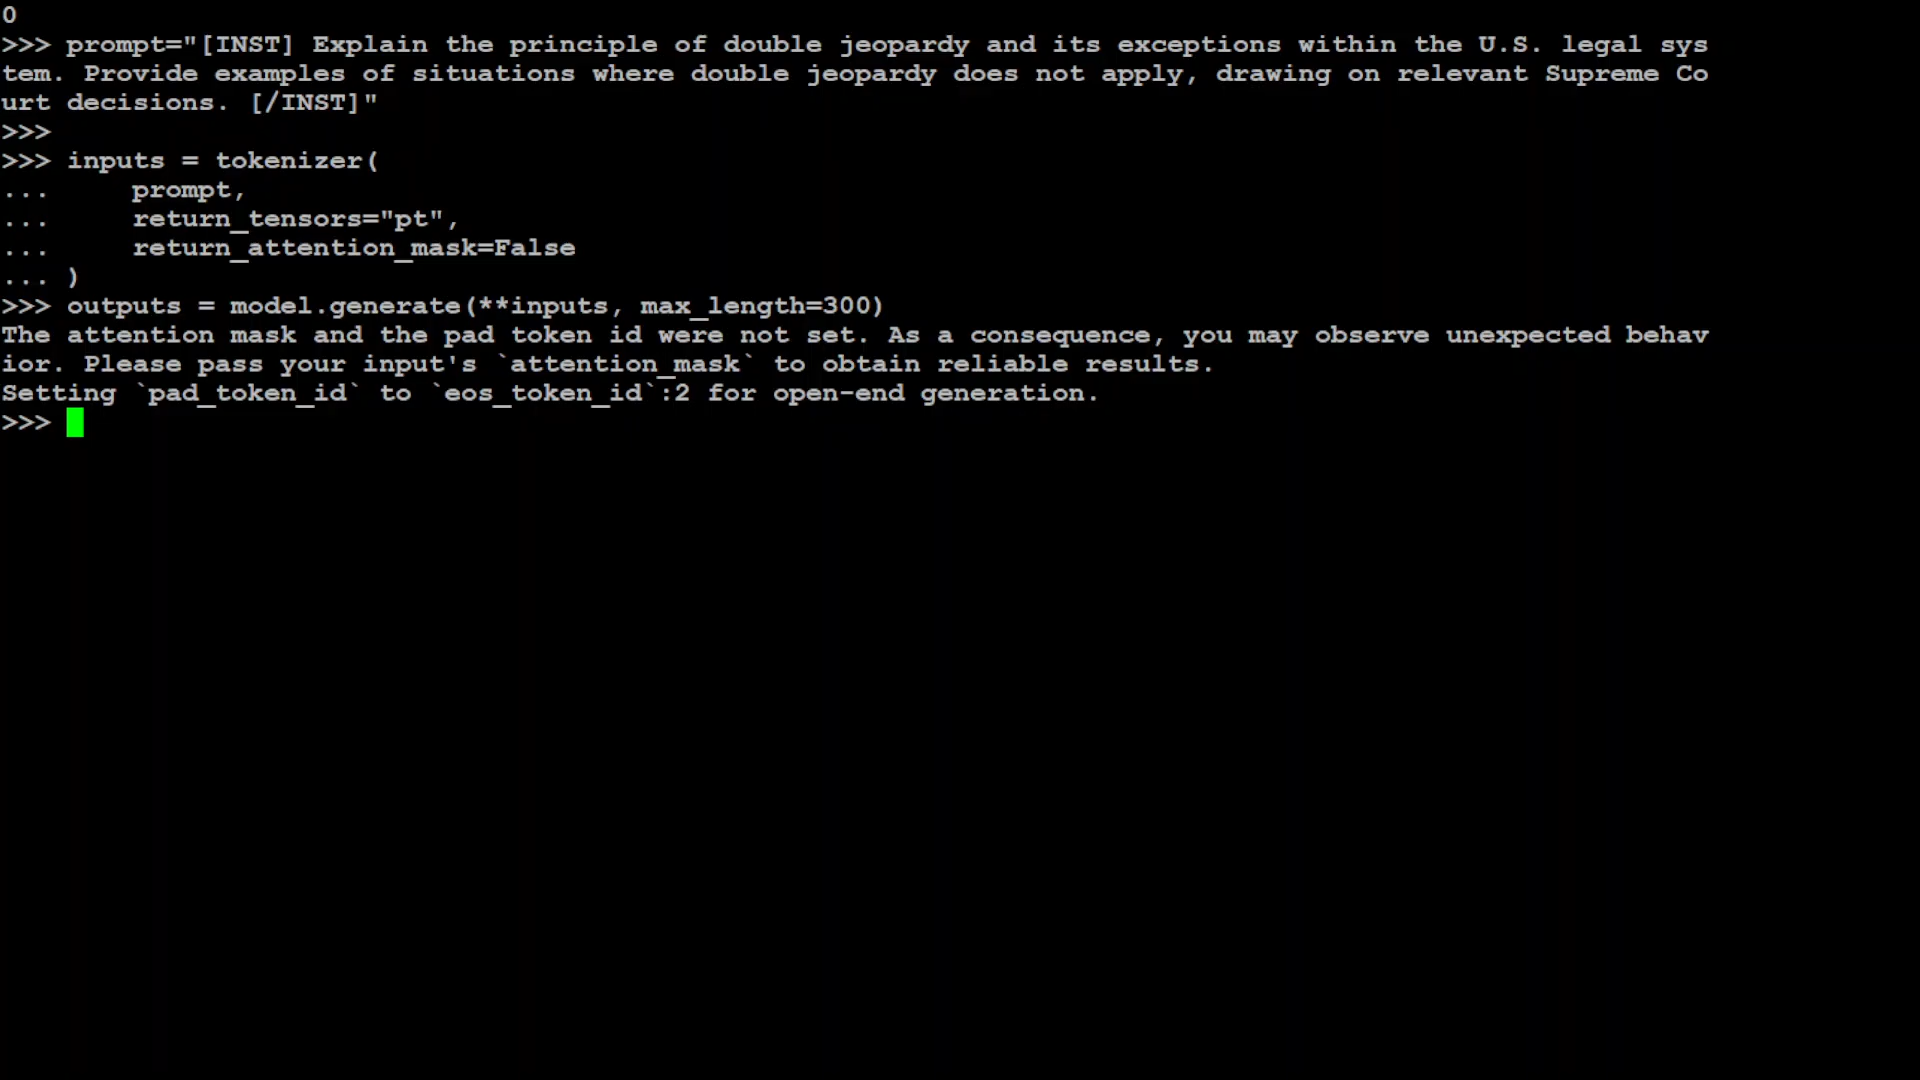 0
>>> prompt="[INST] Explain the principle of double jeopardy and its exceptions within the U.S. legal sys
tem. Provide examples of situations where double jeopardy does not apply, drawing on relevant Supreme Co
urt decisions. [/INST]"
>>>
>>> inputs = tokenizer(
...     prompt,
...     return_tensors="pt",
...     return_attention_mask=False
... )
>>> outputs = model.generate(**inputs, max_length=300)
The attention mask and the pad token id were not set. As a consequence, you may observe unexpected behav
ior. Please pass your input's `attention_mask` to obtain reliable results.
Setting `pad_token_id` to `eos_token_id`:2 for open-end generation.
>>>